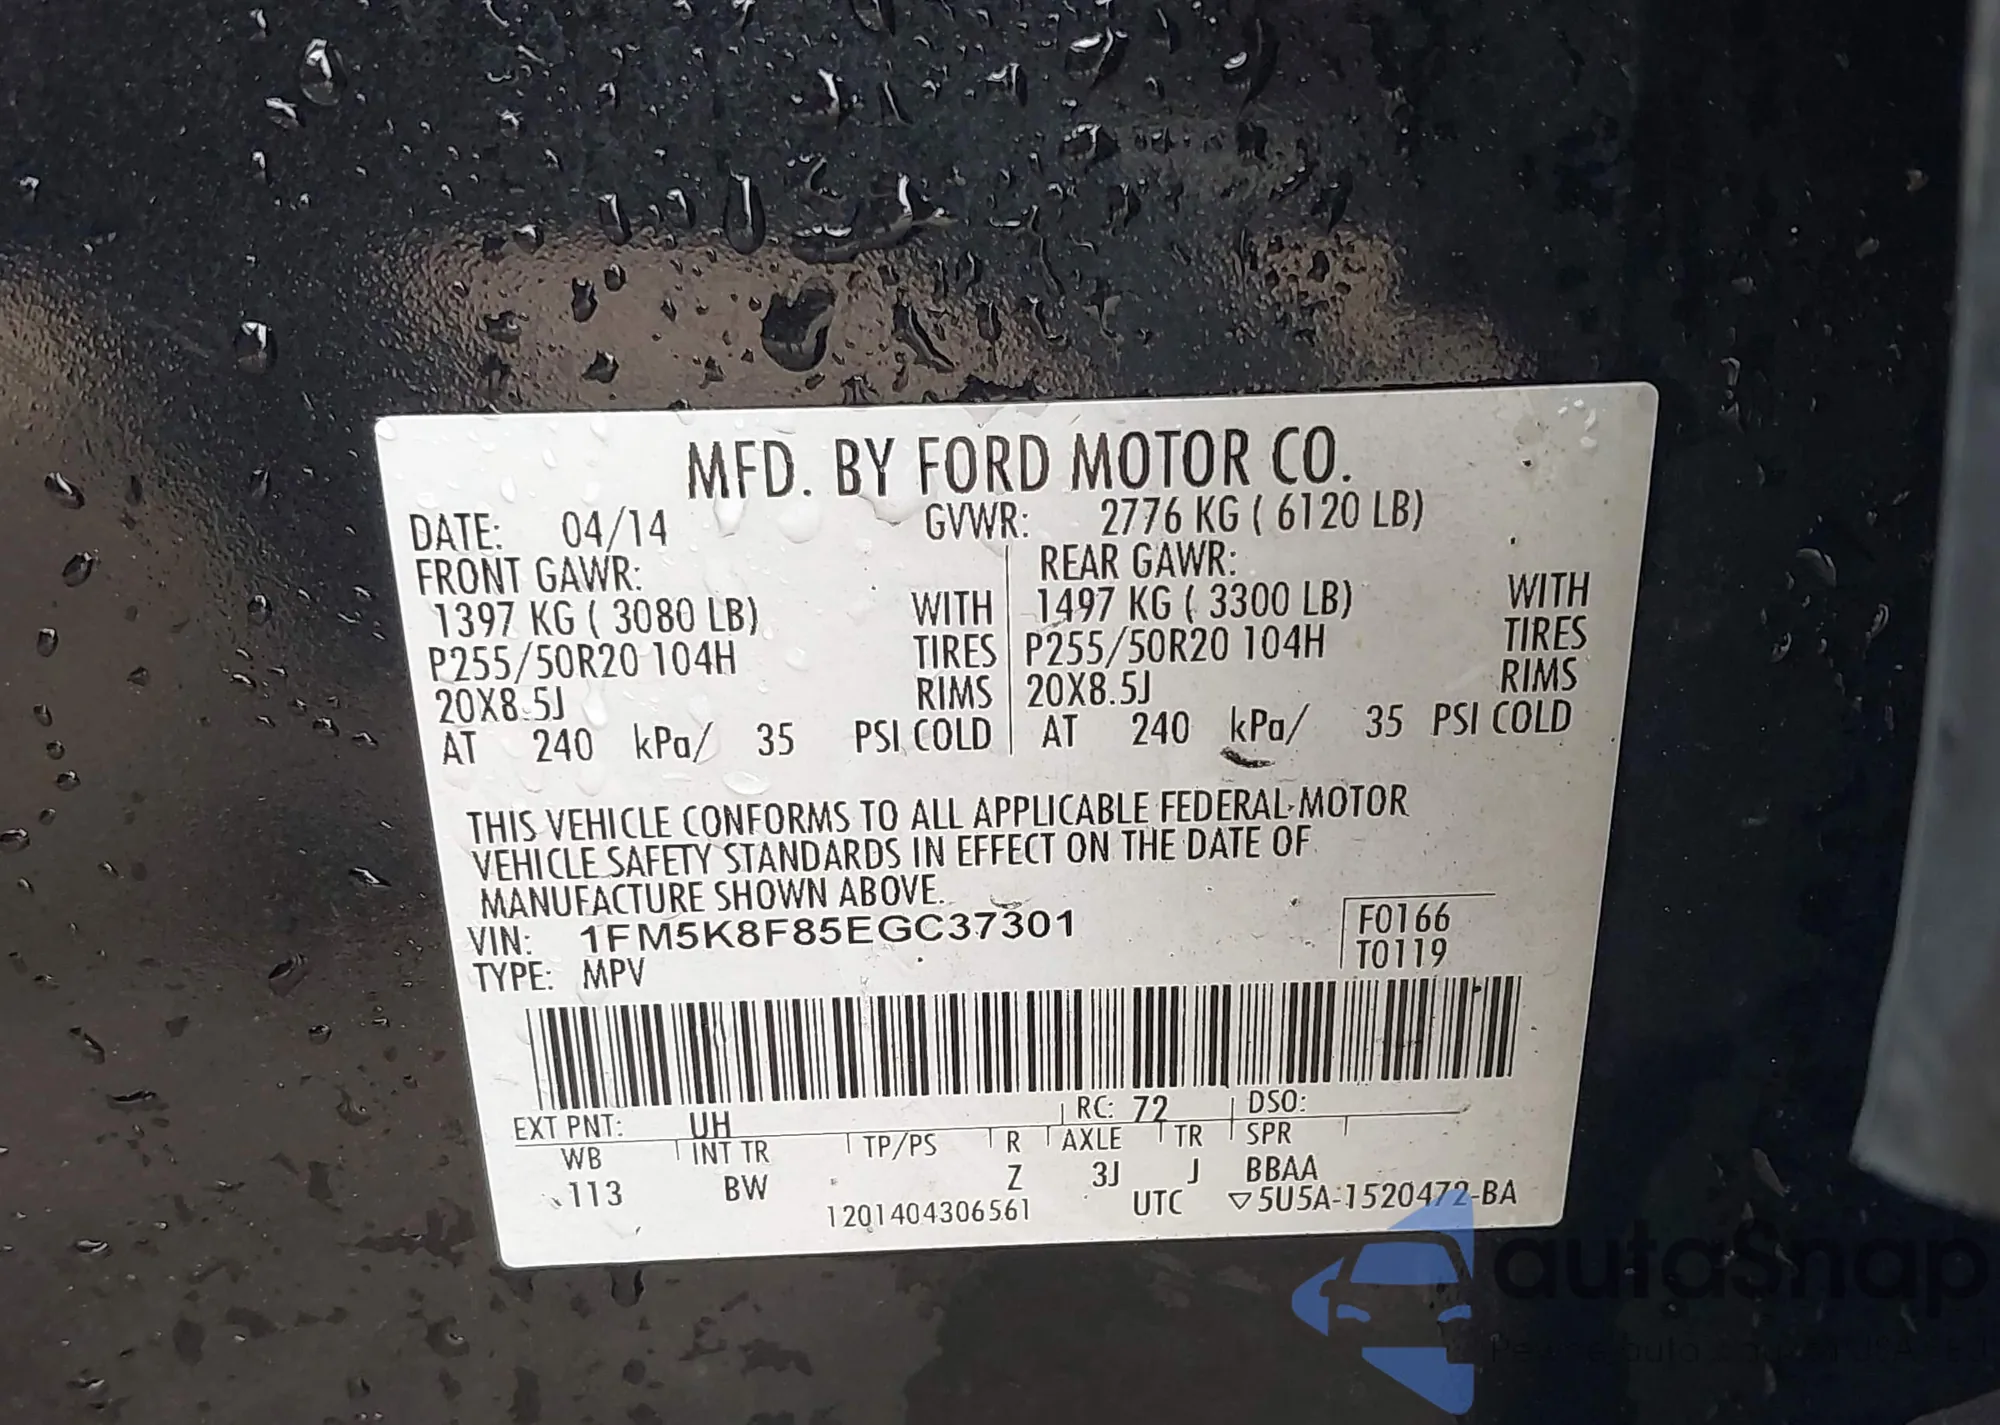 MFD. BY FORD MOTOR CO.
DATE: 04/14 GVWR: 2776 KG ( 6120 LB)
FRONT GAWR: REAR GAWR:
1397 KG ( 3080 LB) WITH 1497 KG ( 3300 LB) WITH
P255/50R20 104H TIRES P255/50R20 104H TIRES
20X8.5J RIMS 20X8.5J RIMS
AT 240 kPa/ 35 PSI COLD AT 240 kPa/ 35 PSI COLD
THIS VEHICLE CONFORMS TO ALL APPLICABLE FEDERAL MOTOR
VEHICLE SAFETY STANDARDS IN EFFECT ON THE DATE OF
MANUFACTURE SHOWN ABOVE.
VIN: 1FM5K8F85EGC37301 F0166
TYPE: MPV T0119
EXT PNT: UH RC: 72 DSO:
WB INT TR TP/PS R AXLE TR SPR
113 BW Z 3J J BBAA
1201404306561 UTC ▽5U5A-1520472-BA
autaSnap